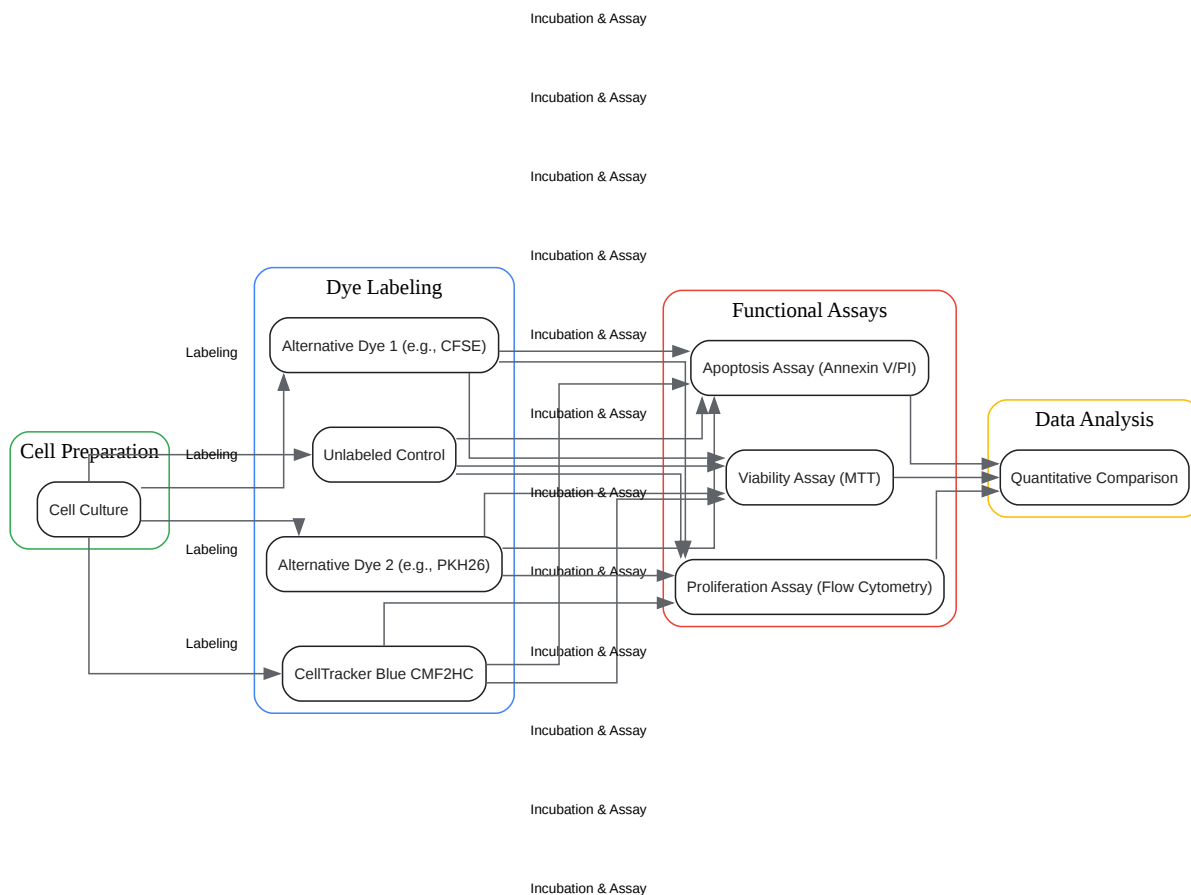 Incubation & Assay
Incubation & Assay
Incubation & Assay
Incubation & Assay
Dye Labeling
Functional Assays
Incubation & Assay
Alternative Dye 1 (e.g., CFSE)
Labeling
Apoptosis Assay (Annexin V/PI)
Incubation & Assay
Data Analysis
Cell Preparation
Labeling
Unlabeled Control
Viability Assay (MTT)
Quantitative Comparison
Incubation & Assay
Cell Culture
Labeling
Alternative Dye 2 (e.g., PKH26)
Incubation & Assay
Proliferation Assay (Flow Cytometry)
Labeling
Incubation & Assay
CellTracker Blue CMF2HC
Incubation & Assay
Incubation & Assay
Incubation & Assay